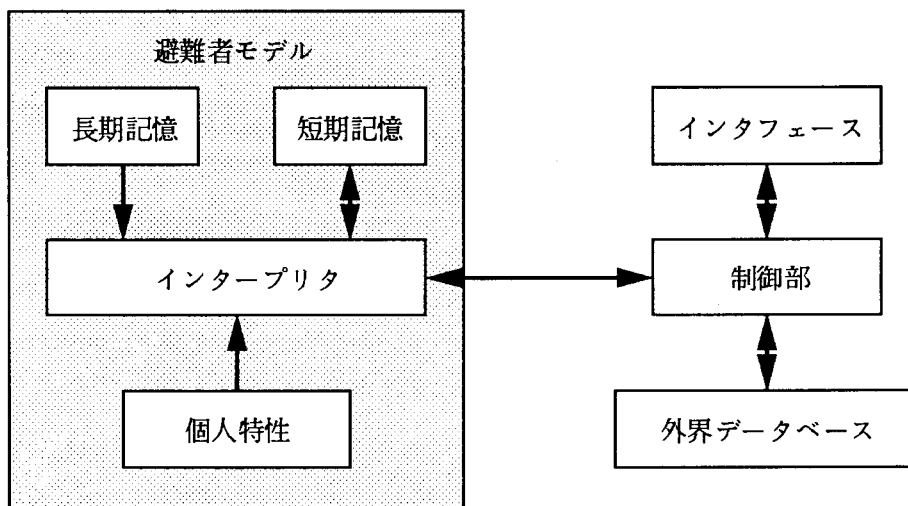 避難者モデル
長期記憶
短期記憶
インタフェース
インタープリタ
制御部
個人特性
外界データベース